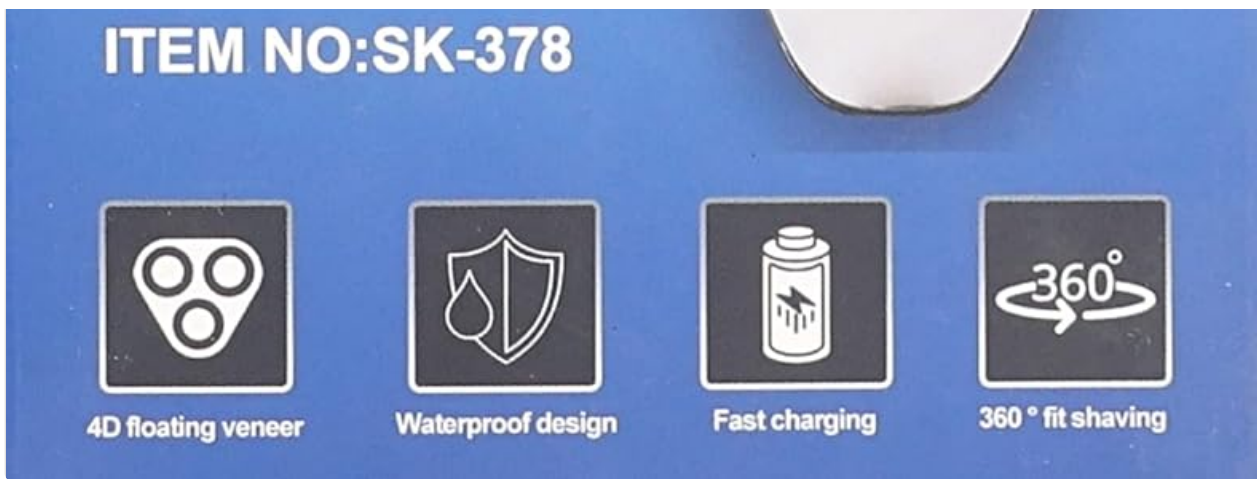 ITEM NO:SK-378
360°
4D floating veneer
Waterproof design
Fast charging
360 ° fit shaving